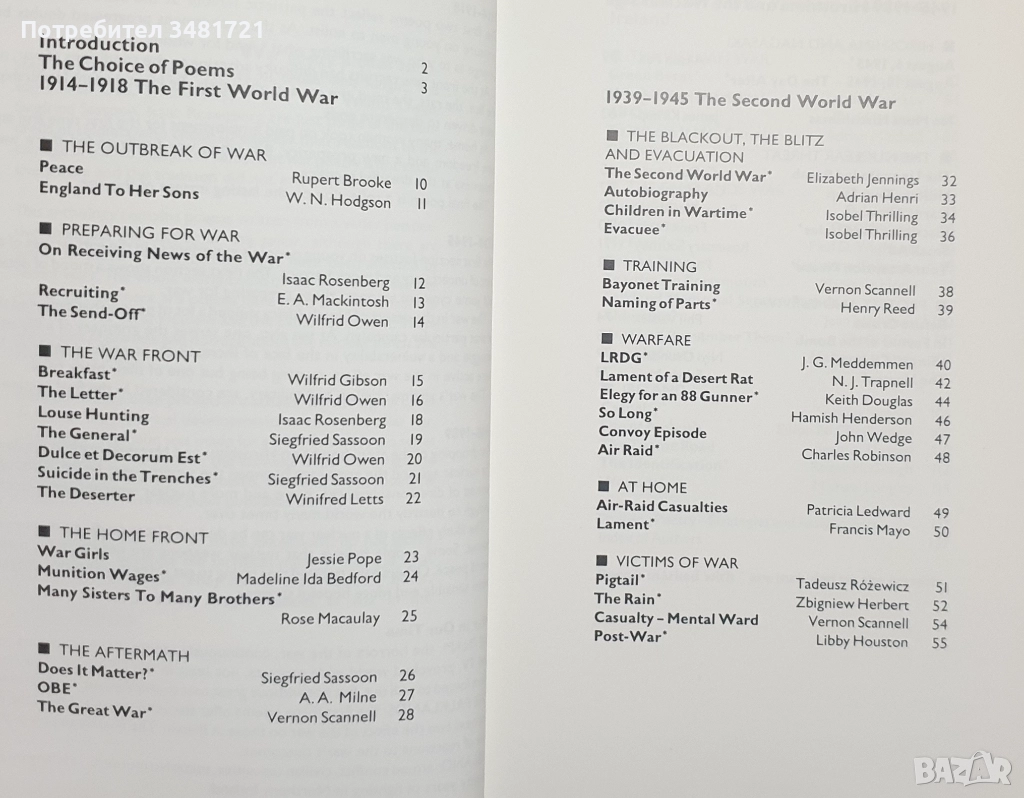 Потребител 3481721
Introduction
The Choice of Poems 2
1914–1918 The First World War 3
■ THE OUTBREAK OF WAR
Peace Rupert Brooke 10
England To Her Sons W. N. Hodgson 11
■ PREPARING FOR WAR
On Receiving News of the War*
Isaac Rosenberg 12
Recruiting* E. A. Mackintosh 13
The Send-Off* Wilfrid Owen 14
■ THE WAR FRONT
Breakfast* Wilfrid Gibson 15
The Letter* Wilfrid Owen 16
Louse Hunting Isaac Rosenberg 18
The General* Siegfried Sassoon 19
Dulce et Decorum Est* Wilfrid Owen 20
Suicide in the Trenches* Siegfried Sassoon 21
The Deserter Winifred Letts 22
■ THE HOME FRONT
War Girls Jessie Pope 23
Munition Wages* Madeline Ida Bedford 24
Many Sisters To Many Brothers*
Rose Macaulay 25
■ THE AFTERMATH
Does It Matter?* Siegfried Sassoon 26
OBE* A. A. Milne 27
The Great War* Vernon Scannell 28
1939–1945 The Second World War
■ THE BLACKOUT, THE BLITZ
AND EVACUATION
The Second World War* Elizabeth Jennings 32
Autobiography Adrian Henri 33
Children in Wartime* Isobel Thrilling 34
Evacuee* Isobel Thrilling 36
■ TRAINING
Bayonet Training Vernon Scannell 38
Naming of Parts* Henry Reed 39
■ WARFARE
LRDG* J. G. Meddemmen 40
Lament of a Desert Rat N. J. Trapnell 42
Elegy for an 88 Gunner* Keith Douglas 44
So Long* Hamish Henderson 46
Convoy Episode John Wedge 47
Air Raid* Charles Robinson 48
■ AT HOME
Air-Raid Casualties Patricia Ledward 49
Lament* Francis Mayo 50
■ VICTIMS OF WAR
Pigtail* Tadeusz Różewicz 51
The Rain* Zbigniew Herbert 52
Casualty – Mental Ward Vernon Scannell 54
Post-War* Libby Houston 55
BAZAR